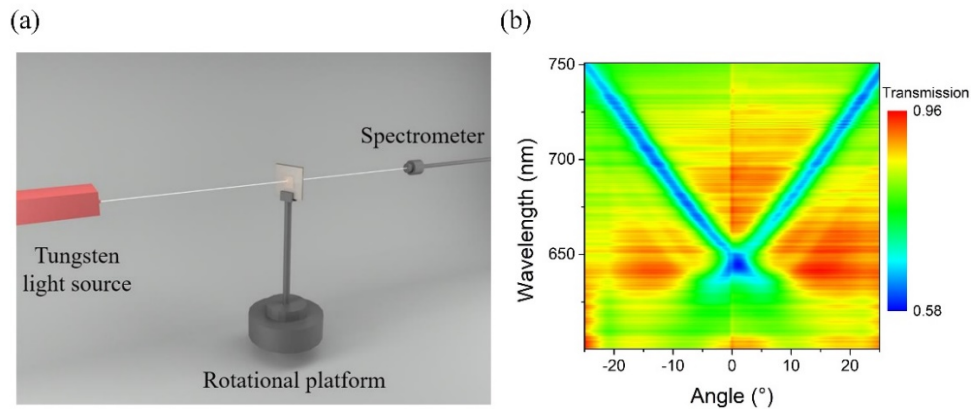 (a)
(b)
Spectrometer
Tungsten
light source
Rotational platform
750
700
650
Wavelength (nm)
-20
-10
0
10
20
Angle (°)
Transmission
0.96
0.58